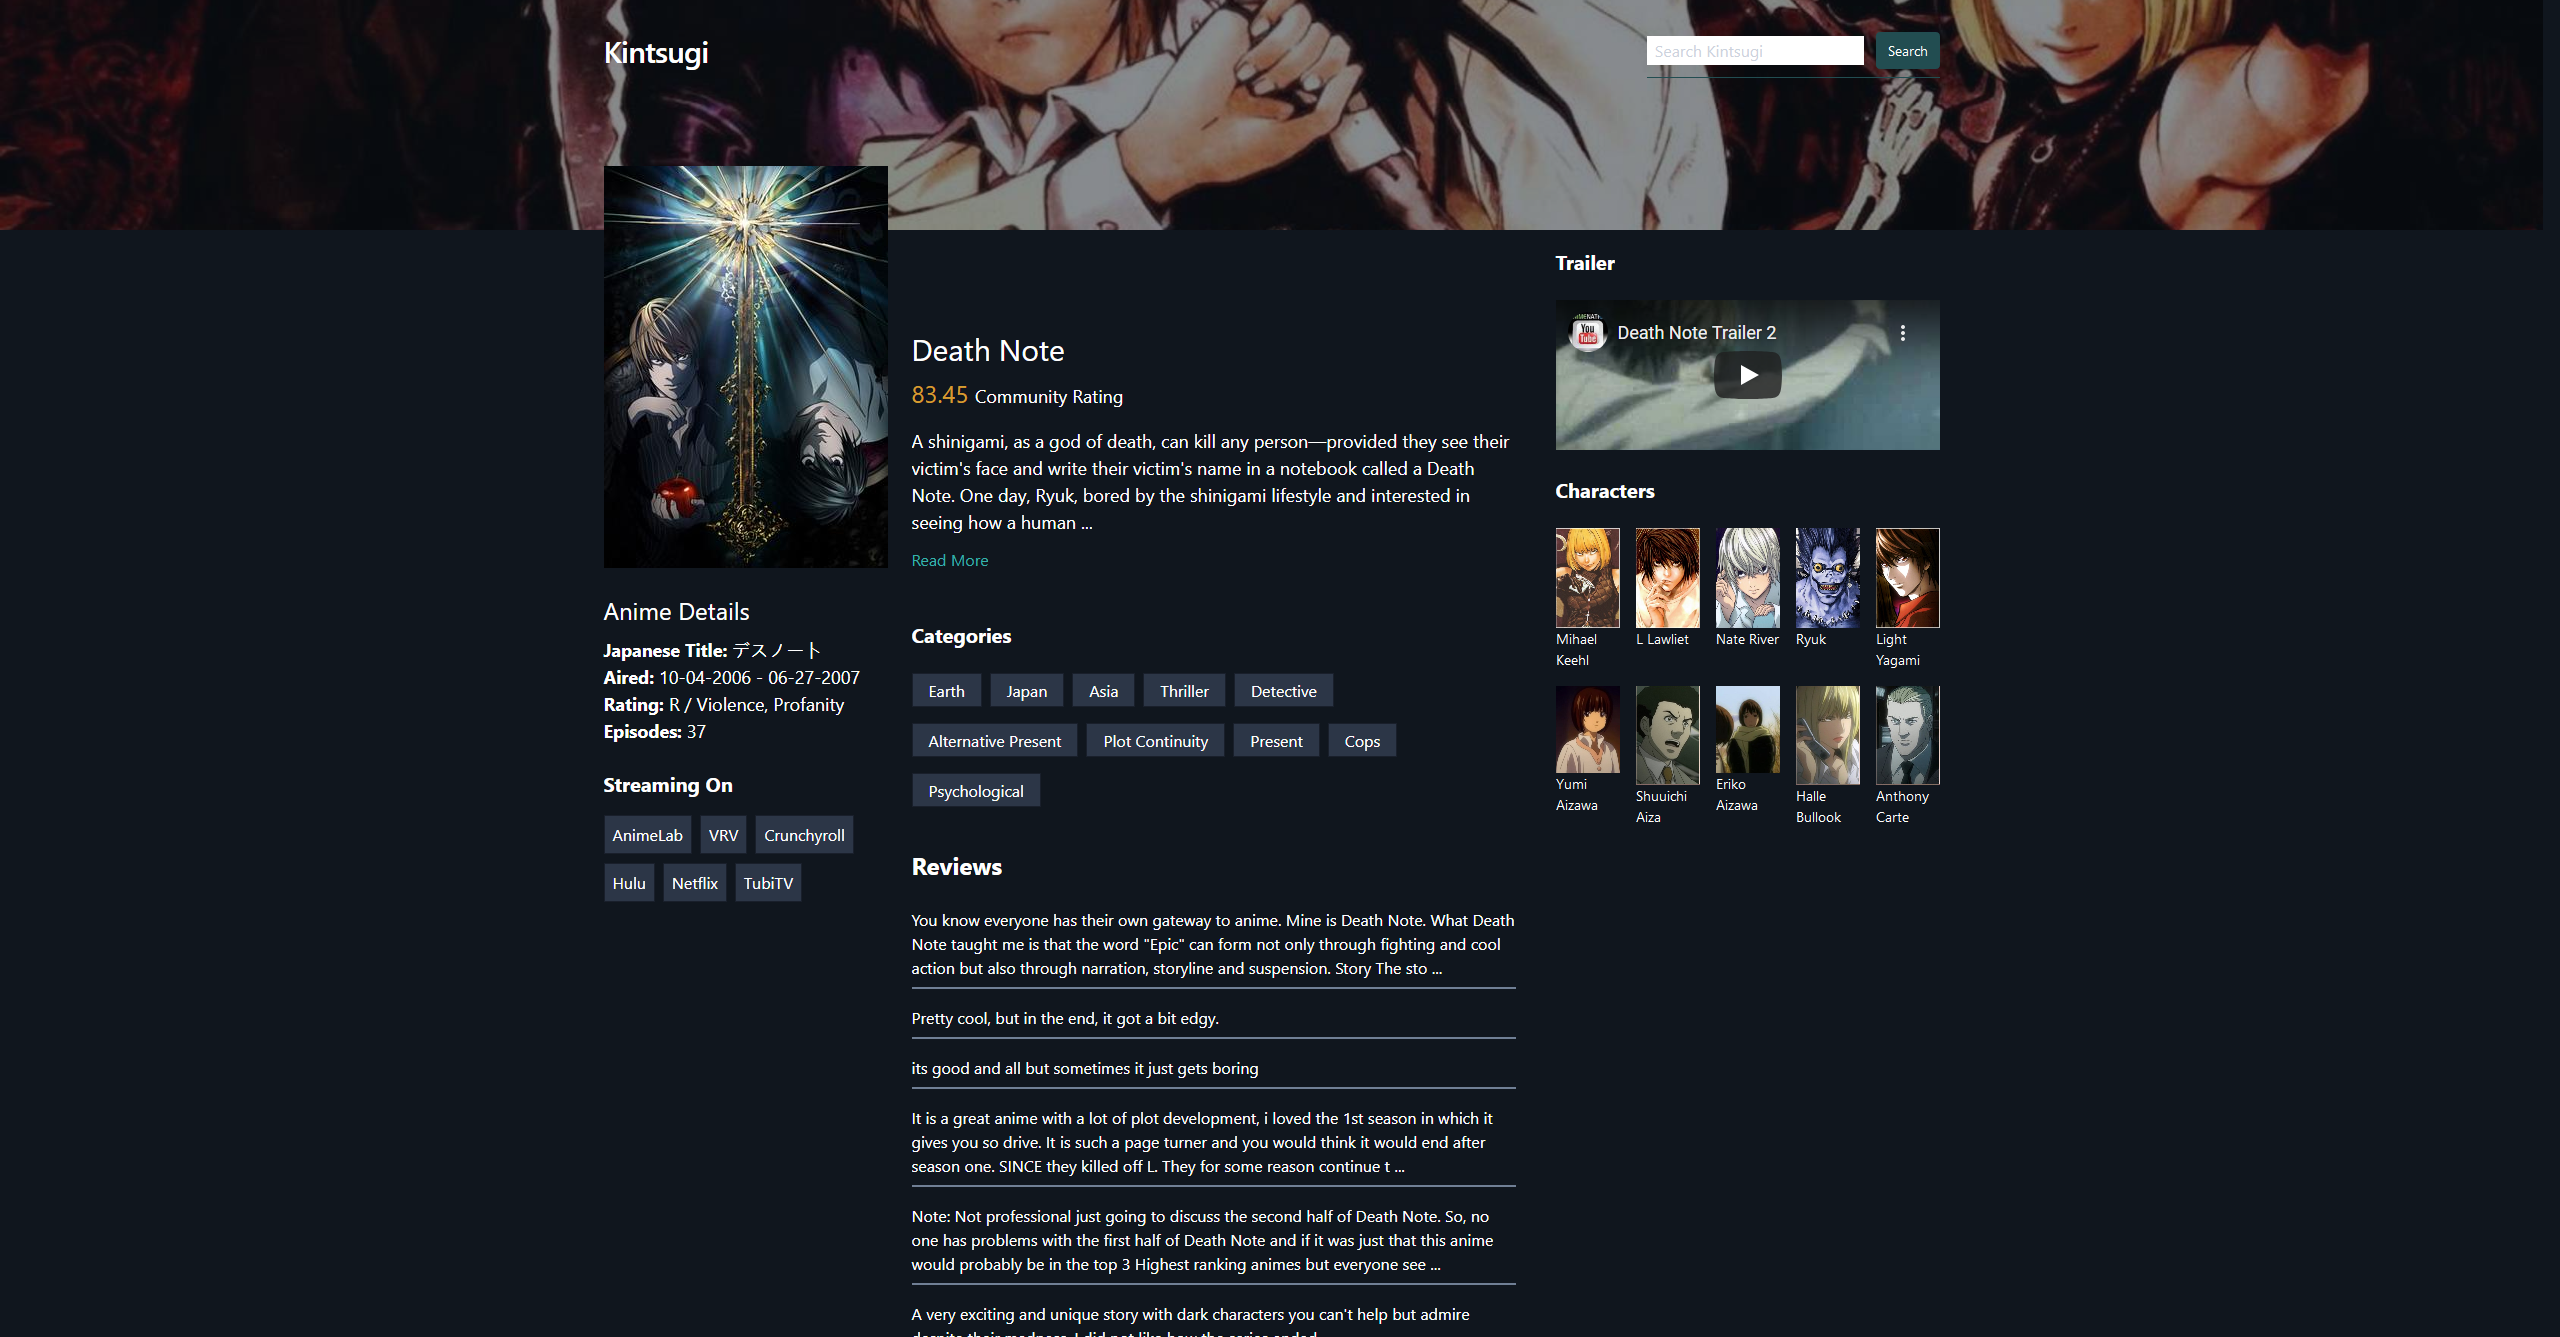 Kintsugi
Search Kintsugi
Search
Death Note
83.45 Community Rating
A shinigami, as a god of death, can kill any person—provided they see their
victim's face and write their victim's name in a notebook called a Death
Note. One day, Ryuk, bored by the shinigami lifestyle and interested in
seeing how a human ...
Read More
Anime Details
Japanese Title: デスノート
Aired: 10-04-2006 - 06-27-2007
Rating: R / Violence, Profanity
Episodes: 37
Streaming On
AnimeLab VRV Crunchyroll
Hulu Netflix TubiTV
Categories
Earth Japan Asia Thriller Detective
Alternative Present Plot Continuity Present Cops
Psychological
Reviews
You know everyone has their own gateway to anime. Mine is Death Note. What Death
Note taught me is that the word "Epic" can form not only through fighting and cool
action but also through narration, storyline and suspension. Story The sto ...
Pretty cool, but in the end, it got a bit edgy.
its good and all but sometimes it just gets boring
It is a great anime with a lot of plot development, i loved the 1st season in which it
gives you so drive. It is such a page turner and you would think it would end after
season one. SINCE they killed off L. They for some reason continue t ...
Note: Not professional just going to discuss the second half of Death Note. So, no
one has problems with the first half of Death Note and if it was just that this anime
would probably be in the top 3 Highest ranking animes but everyone see ...
A very exciting and unique story with dark characters you can't help but admire
despite their madness. I did not like how the series ended
Trailer
You
Tube
Death Note Trailer 2
Characters
Mihael
Keehl
L Lawliet
Nate River
Ryuk
Light
Yagami
Yumi
Aizawa
Shuuichi
Aiza
Eriko
Aizawa
Halle
Bullook
Anthony
Carte